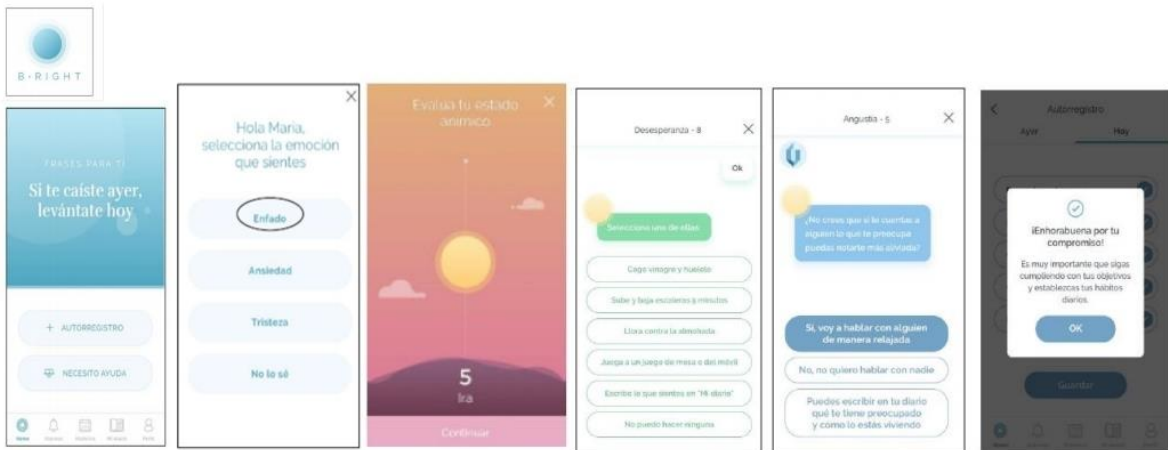 B·RIGHT
FRASES PARA TI
Si te caíste ayer,
levántate hoy
+ AUTORREGISTRO
NECESITO AYUDA
Home
Perfil
Hola Maria,
selecciona la emoción
que sientes
Enfado
Ansiedad
Tristeza
No lo sé
Evalúa tu estado
anímico
5
Ira
Continuar
Desesperanza - 8
Ok
Selecciona una de ellas
Coge vinagre y huélelo
Sube y baja escaleras 5 minutos
Llora contra la almohada
Juega a un juego de mesa o del móvil
Escribe lo que sientes en "Mi diario"
No puedo hacer ninguna
Angustia - 5
¿No crees que si le cuentas a
alguien lo que te preocupa
puedas notarte más aliviada?
Sí, voy a hablar con alguien
de manera relajada
No, no quiero hablar con nadie
Puedes escribir en tu diario
qué te tiene preocupado
y como lo estás viviendo
Autorregistro
Ayer
Hoy
¡Enhorabuena por tu
compromiso!
Es muy importante que sigas
cumpliendo con tus objetivos
y establezcas tus hábitos
diarios.
OK
Guardar